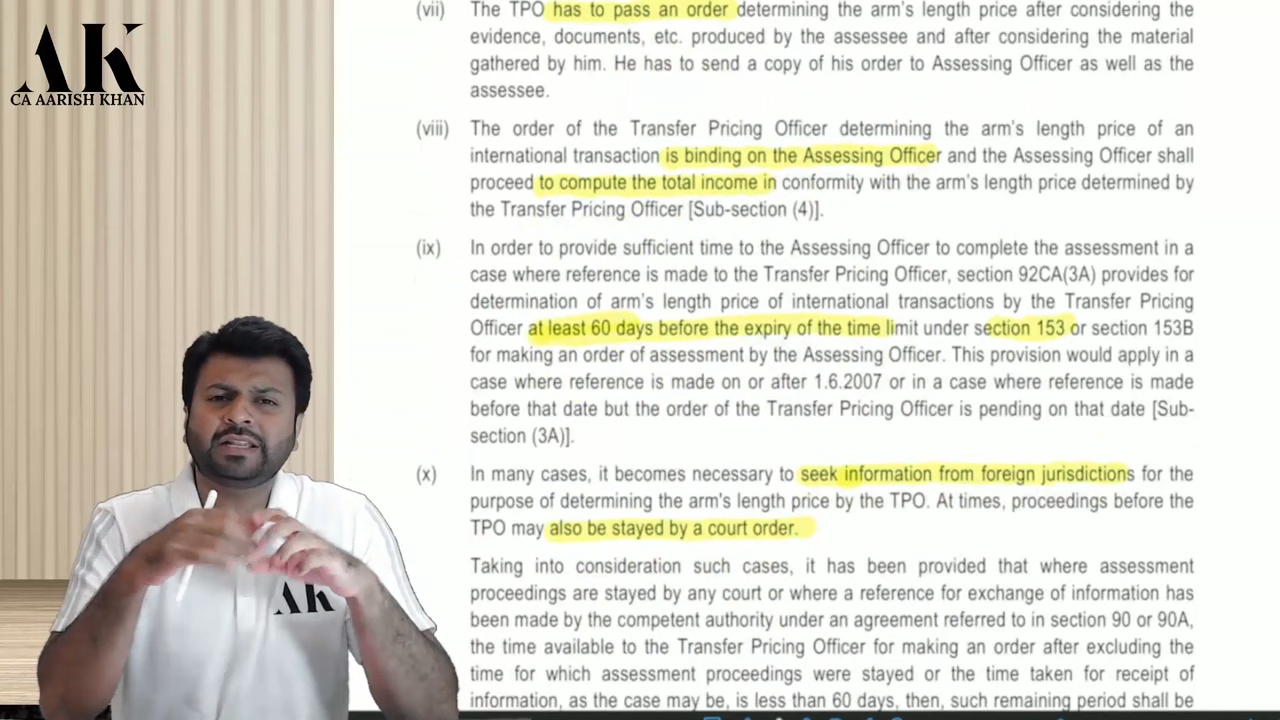 AK
CA AARISH KHAN
(vii) The TPO has to pass an order determining the arm's length price after considering the
evidence, documents, etc. produced by the assessee and after considering the material
gathered by him. He has to send a copy of his order to Assessing Officer as well as the
assessee.
(viii) The order of the Transfer Pricing Officer determining the arm's length price of an
international transaction is binding on the Assessing Officer and the Assessing Officer shall
proceed to compute the total income in conformity with the arm's length price determined by
the Transfer Pricing Officer [Sub-section (4)].
(ix) In order to provide sufficient time to the Assessing Officer to complete the assessment in a
case where reference is made to the Transfer Pricing Officer, section 92CA(3A) provides for
determination of arm's length price of international transactions by the Transfer Pricing
Officer at least 60 days before the expiry of the time limit under section 153 or section 153B
for making an order of assessment by the Assessing Officer. This provision would apply in a
case where reference is made on or after 1.6.2007 or in a case where reference is made
before that date but the order of the Transfer Pricing Officer is pending on that date [Sub-
section (3A)].
(x) In many cases, it becomes necessary to seek information from foreign jurisdictions for the
purpose of determining the arm's length price by the TPO. At times, proceedings before the
TPO may also be stayed by a court order.
Taking into consideration such cases, it has been provided that where assessment
proceedings are stayed by any court or where a reference for exchange of information has
been made by the competent authority under an agreement referred to in section 90 or 90A,
the time available to the Transfer Pricing Officer for making an order after excluding the
time for which assessment proceedings were stayed or the time taken for receipt of
information, as the case may be, is less than 60 days, then, such remaining period shall be
AK